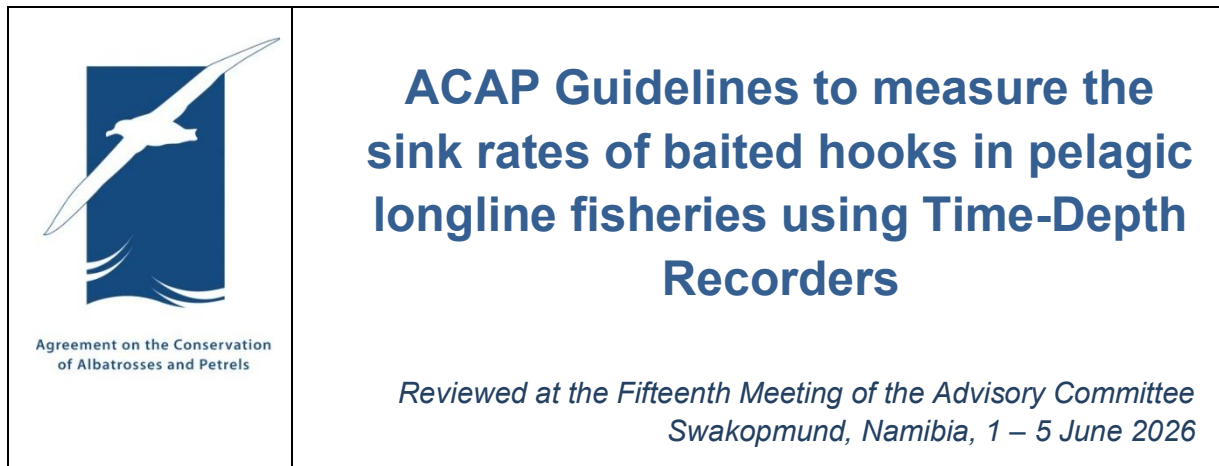 Agreement on the Conservation
of Albatrosses and Petrels
ACAP Guidelines to measure the
sink rates of baited hooks in pelagic
longline fisheries using Time-Depth
Recorders
Reviewed at the Fifteenth Meeting of the Advisory Committee
Swakopmund, Namibia, 1 – 5 June 2026